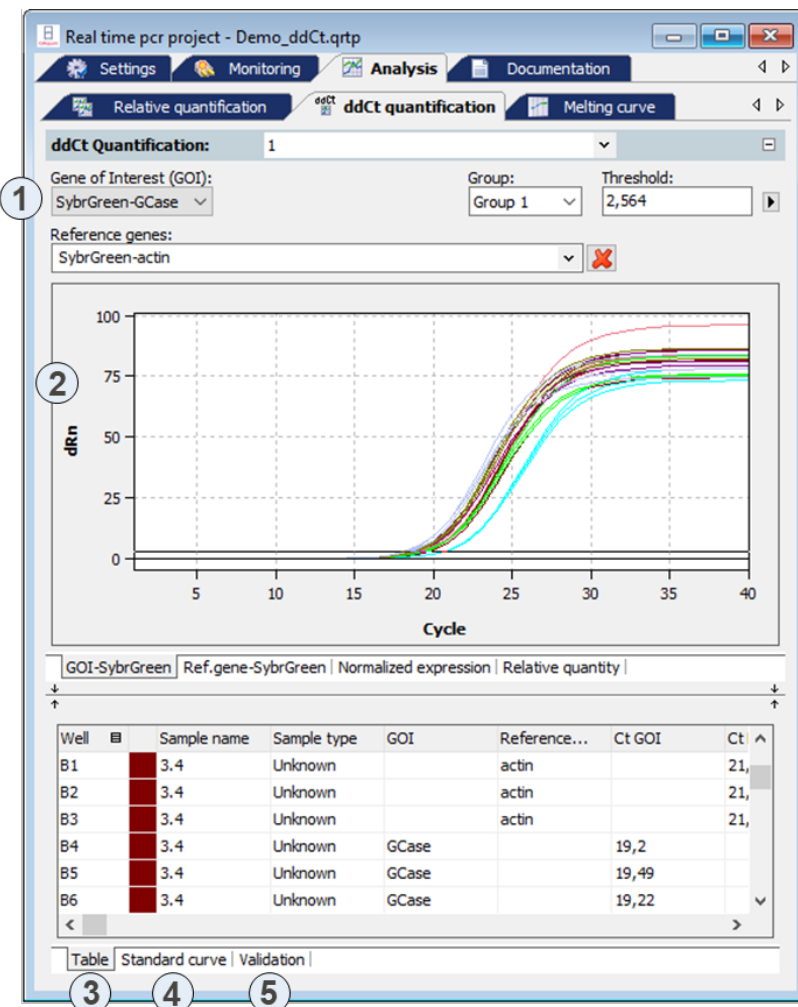 Real time pcr project - Demo_ddCt.qrtp
Settings Monitoring Analysis Documentation
Relative quantification ddCt ddCt quantification Melting curve
ddCt Quantification: 1
Gene of Interest (GOI): Group: Threshold:
1 SybrGreen-GCase Group 1 2,564
Reference genes:
SybrGreen-actin
100
2 75
50
25
0
dRn
5 10 15 20 25 30 35 40
Cycle
GOI-SybrGreen Ref.gene-SybrGreen Normalized expression Relative quantity
Well Sample name Sample type GOI Reference... Ct GOI Ct
B1 3.4 Unknown actin 21,
B2 3.4 Unknown actin 21,
B3 3.4 Unknown actin 21,
B4 3.4 Unknown GCase 19,2
B5 3.4 Unknown GCase 19,49
B6 3.4 Unknown GCase 19,22
Table Standard curve Validation
3 4 5